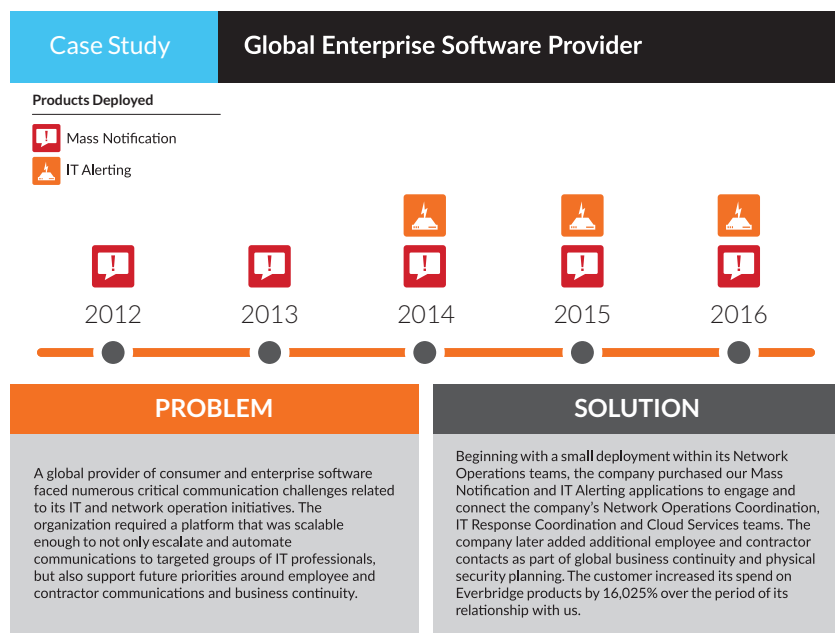 Case Study
Global Enterprise Software Provider
Products Deployed
Mass Notification
IT Alerting
2012
2013
2014
2015
2016
PROBLEM
A global provider of consumer and enterprise software
faced numerous critical communication challenges related
to its IT and network operation initiatives. The
organization required a platform that was scalable
enough to not only escalate and automate
communications to targeted groups of IT professionals,
but also support future priorities around employee and
contractor communications and business continuity.
SOLUTION
Beginning with a small deployment within its Network
Operations teams, the company purchased our Mass
Notification and IT Alerting applications to engage and
connect the company's Network Operations Coordination,
IT Response Coordination and Cloud Services teams. The
company later added additional employee and contractor
contacts as part of global business continuity and physical
security planning. The customer increased its spend on
Everbridge products by 16,025% over the period of its
relationship with us.